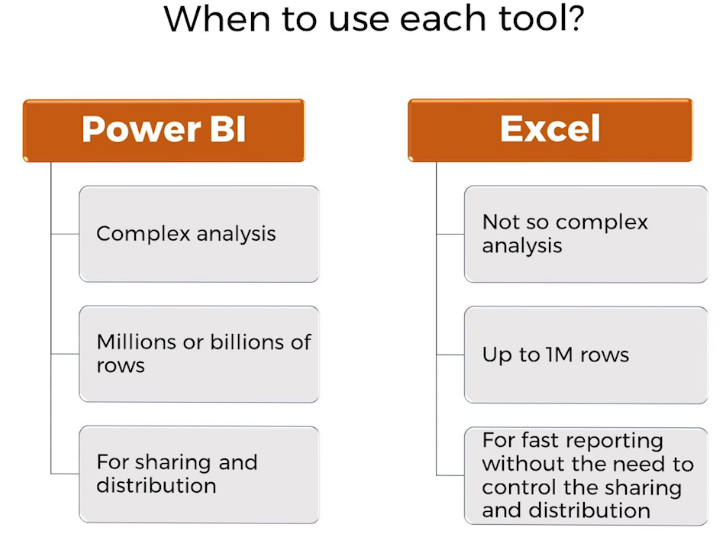 When to use each tool?
Power BI
Complex analysis
Millions or billions of
rows
For sharing and
distribution
Excel
Not so complex
analysis
Up to 1M rows
For fast reporting
without the need to
control the sharing
and distribution